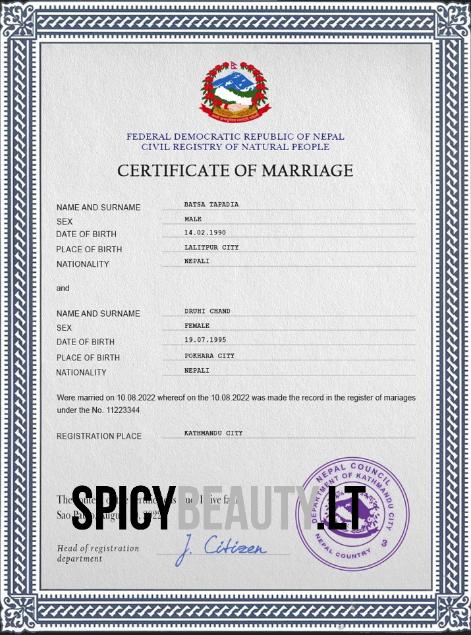 FEDERAL DEMOCRATIC REPUBLIC OF NEPAL
CIVIL REGISTRY OF NATURAL PEOPLE
CERTIFICATE OF MARRIAGE
NAME AND SURNAME BATSA TAPADIA
SEX MALE
DATE OF BIRTH 14.02.1990
PLACE OF BIRTH LALITPUR CITY
NATIONALITY NEPALI
and
NAME AND SURNAME DRUHI CHAND
SEX FEMALE
DATE OF BIRTH 19.07.1995
PLACE OF BIRTH POKHARA CITY
NATIONALITY NEPALI
Were married on 10.08.2022 whereof on the 10.08.2022 was made the record in the register of mariages
under the No. 11223344
REGISTRATION PLACE KATHMANDU CITY
The
Sao
SPICYBEAUTY.LT
NEPAL COUNCIL
DEPARTMENT OF KATHMANDU CITY
NEPAL COUNTRY
Head of registration
department
J. Citizen